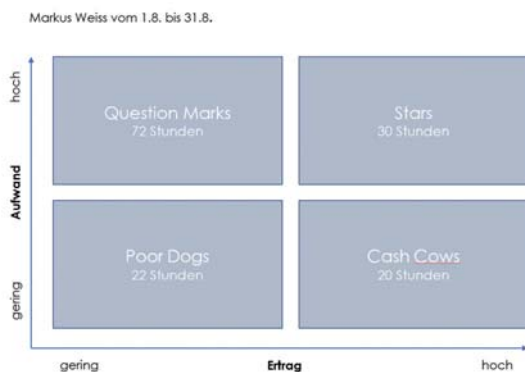 Markus Weiss vom 1.8. bis 31.8.
hoch
Question Marks
72 Stunden
Stars
30 Stunden
Aufwand
Poor Dogs
22 Stunden
Cash Cows
20 Stunden
gering
gering
Ertrag
hoch